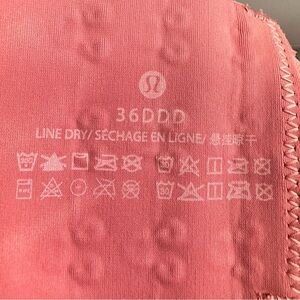 36DDD
LINE DRY/ SÉCHAGE EN LIGNE/ 悬挂晾干